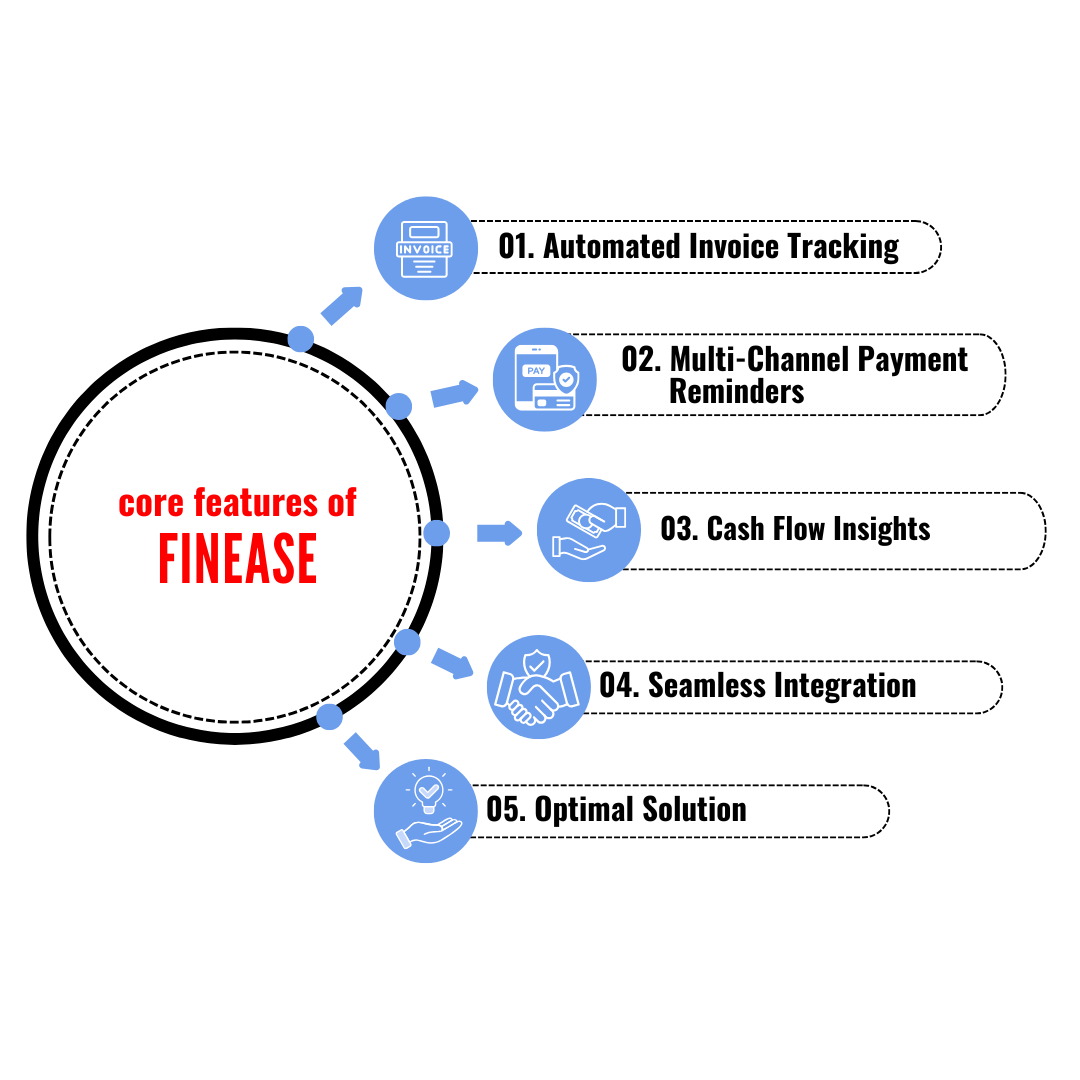 core features of
FINEASE
INVOICE
01. Automated Invoice Tracking
PAY
02. Multi-Channel Payment
Reminders
03. Cash Flow Insights
04. Seamless Integration
05. Optimal Solution